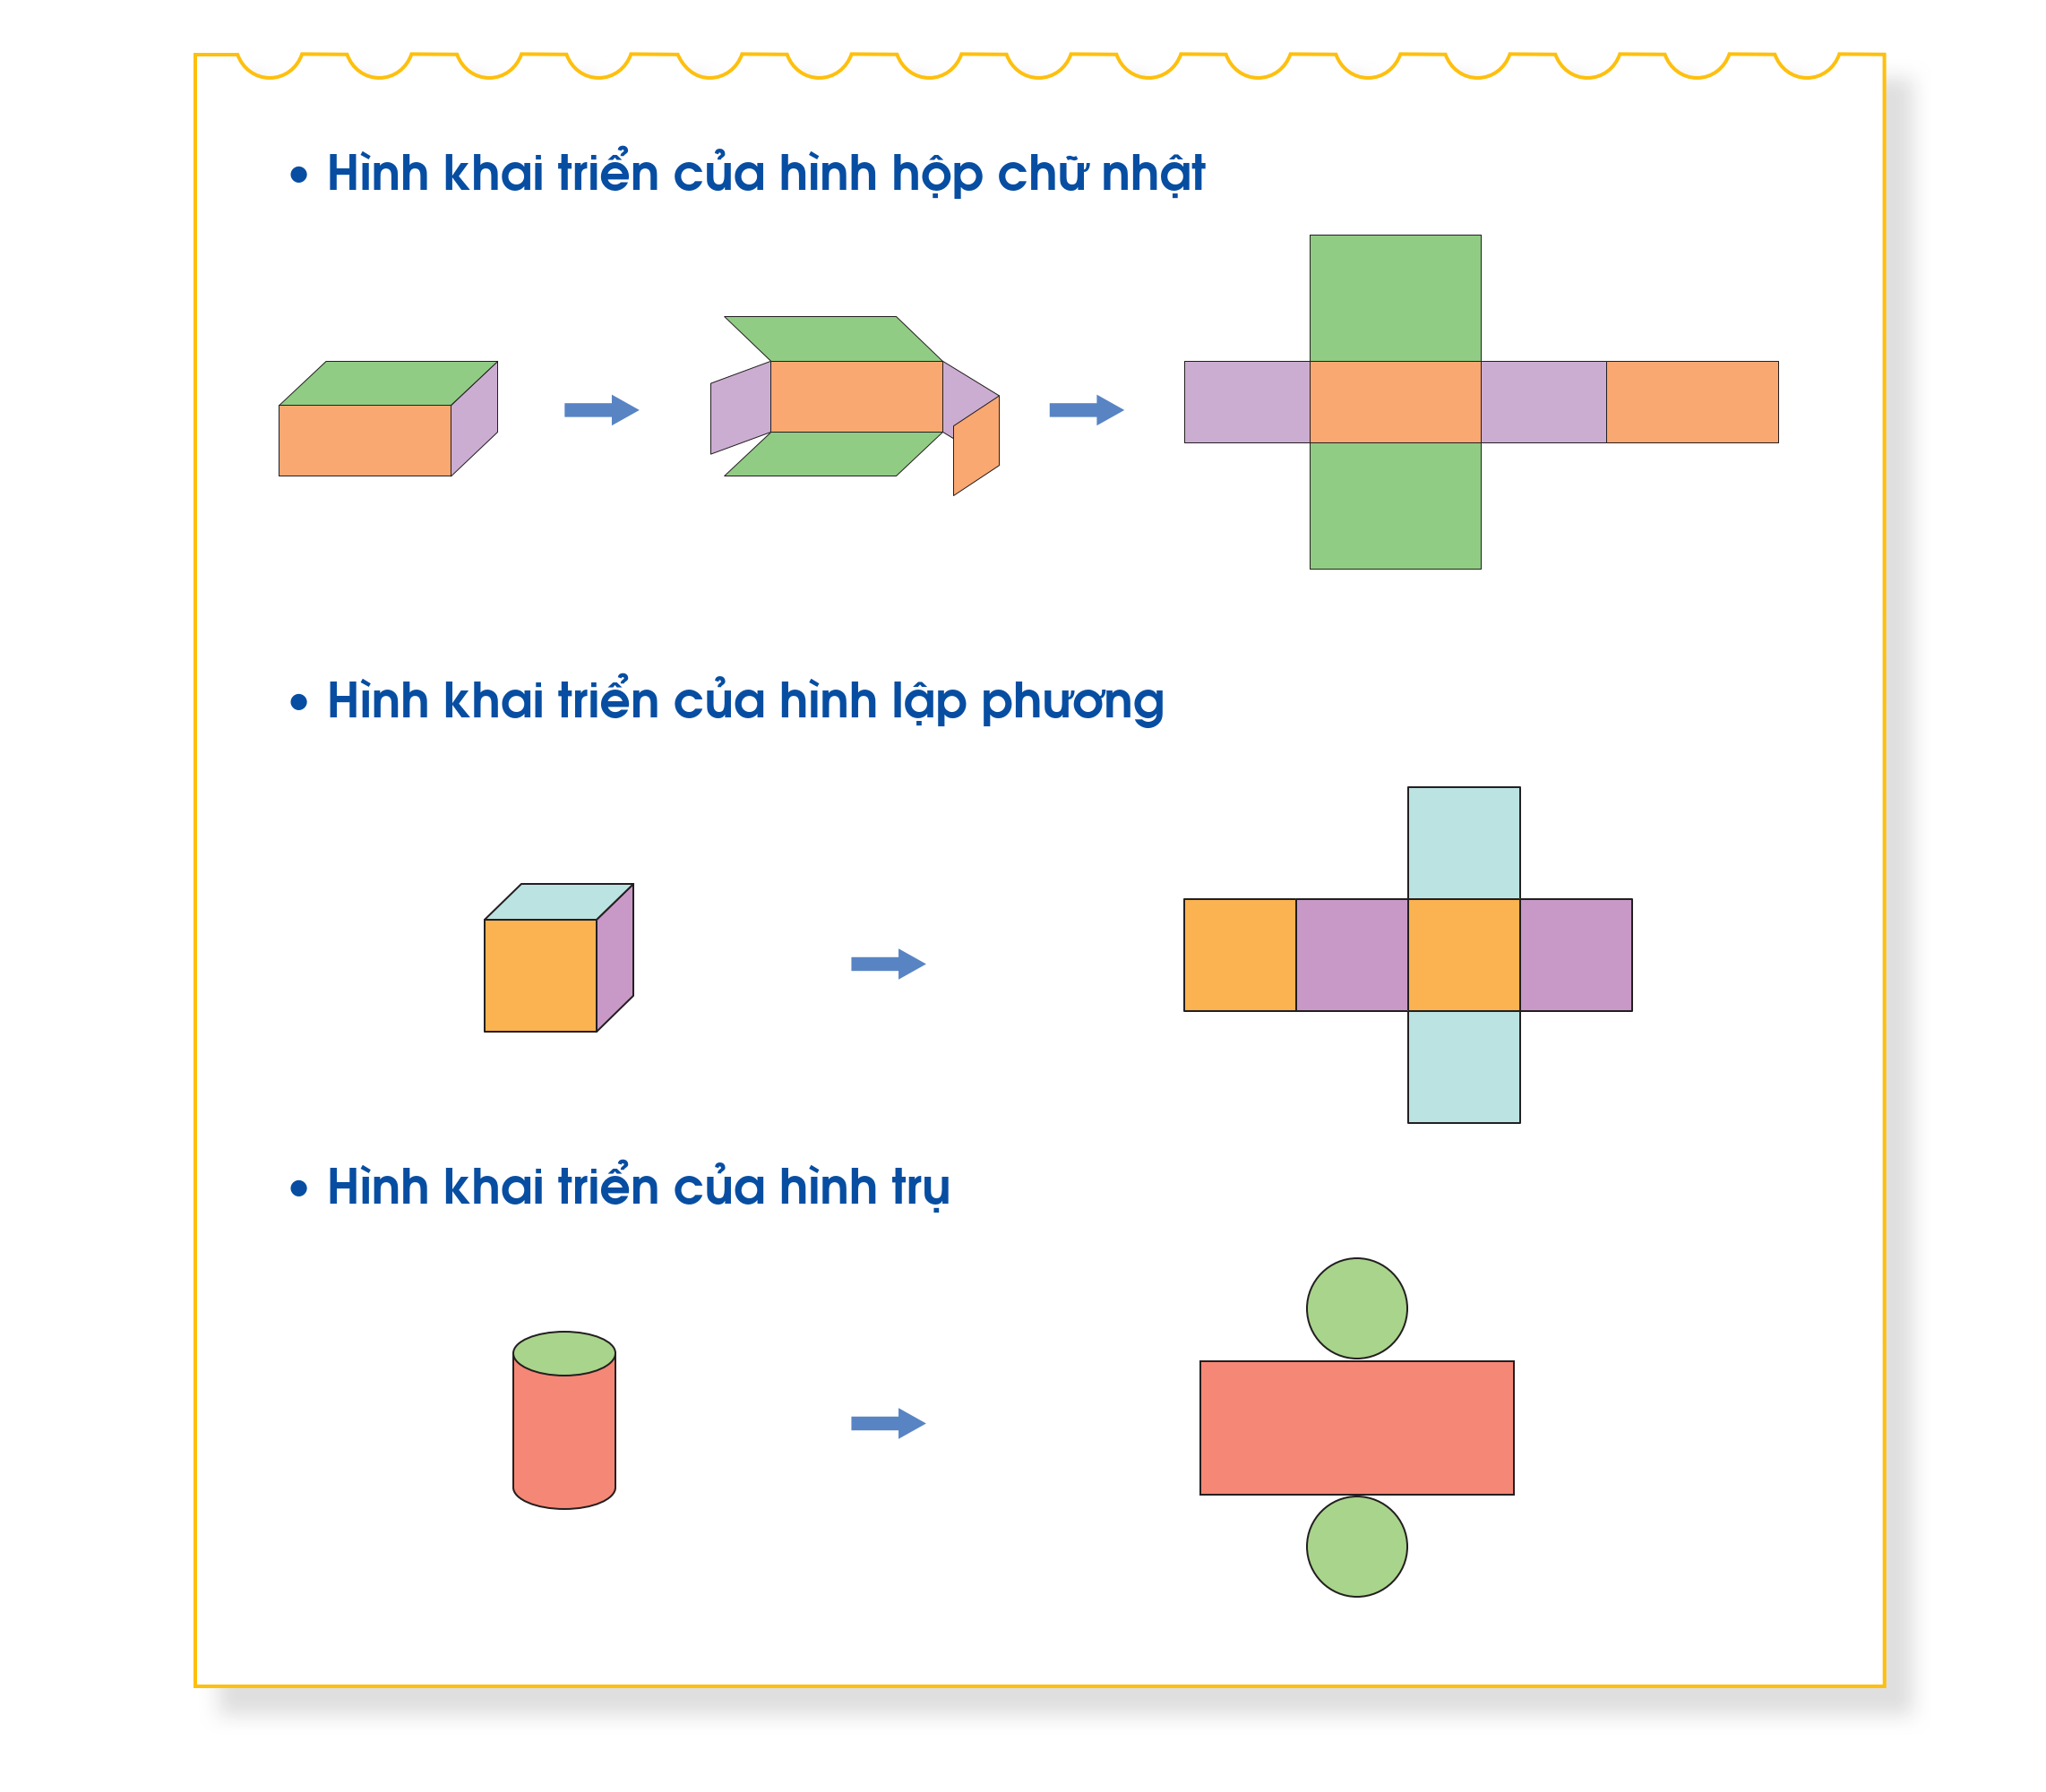 • Hình khai triển của hình hộp chữ nhật
• Hình khai triển của hình lập phương
• Hình khai triển của hình trụ